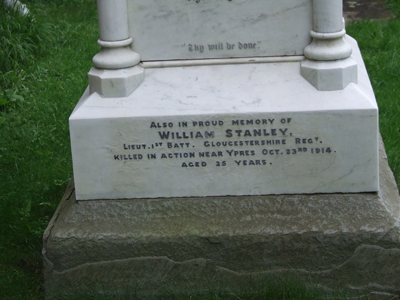 "Thy will be done."
Also in proud memory of
William Stanley,
Lieut. 1st Batt. Gloucestershire Regt.
killed in action near Ypres Oct. 23rd 1914.
aged 25 years.